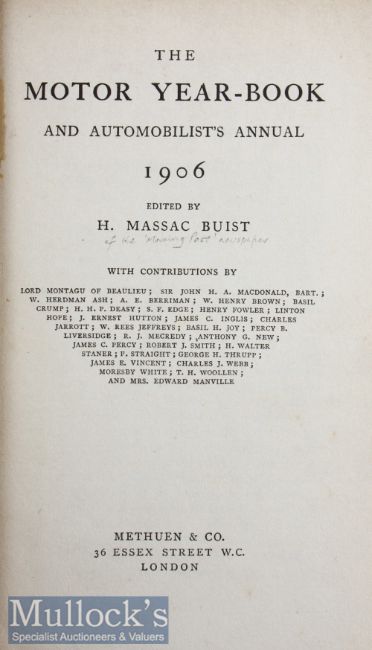 THE
MOTOR YEAR-BOOK
AND AUTOMOBILIST'S ANNUAL
1906
EDITED BY
H. MASSAC BUIST
of the 'Morning Post' newspaper
WITH CONTRIBUTIONS BY
LORD MONTAGU OF BEAULIEU; SIR JOHN H. A. MACDONALD, BART.;
W. HERDMAN ASH; A. E. BERRIMAN; W. HENRY BROWN; BASIL
CRUMP; H. H. P. DEASY; S. F. EDGE; HENRY FOWLER; LINTON
HOPE; J. ERNEST HUTTON; JAMES C. INGLIS; CHARLES
JARROTT; W. REES JEFFREYS; BASIL H. JOY; PERCY B.
LIVERSIDGE; R. J. MECREDY; ANTHONY G. NEW;
JAMES C. PERCY; ROBERT J. SMITH; H. WALTER
STANER; F. STRAIGHT; GEORGE H. THRUPP;
JAMES E. VINCENT; CHARLES J. WEBB;
MORESBY WHITE; T. H. WOOLLEN;
AND MRS. EDWARD MANVILLE
METHUEN & CO.
36 ESSEX STREET W.C.
LONDON
Mullock's
Specialist Auctioneers & Valuers